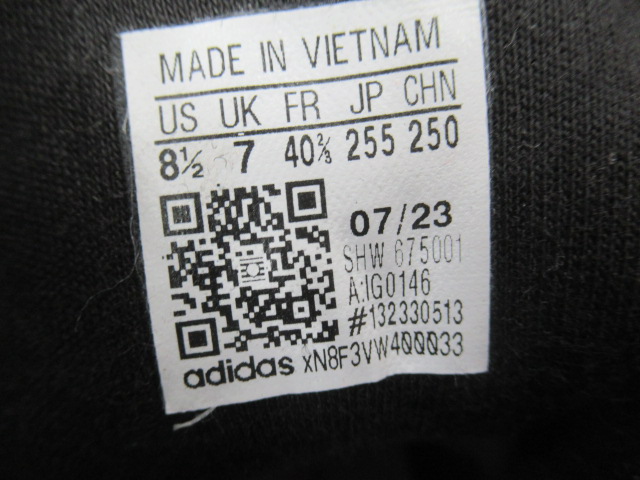 MADE IN VIETNAM
US UK FR JP CHN
8½ 7 40⅔ 255 250
07/23
SHW 675001
A:IG0146
#132330513
adidas xN8F3VW400033